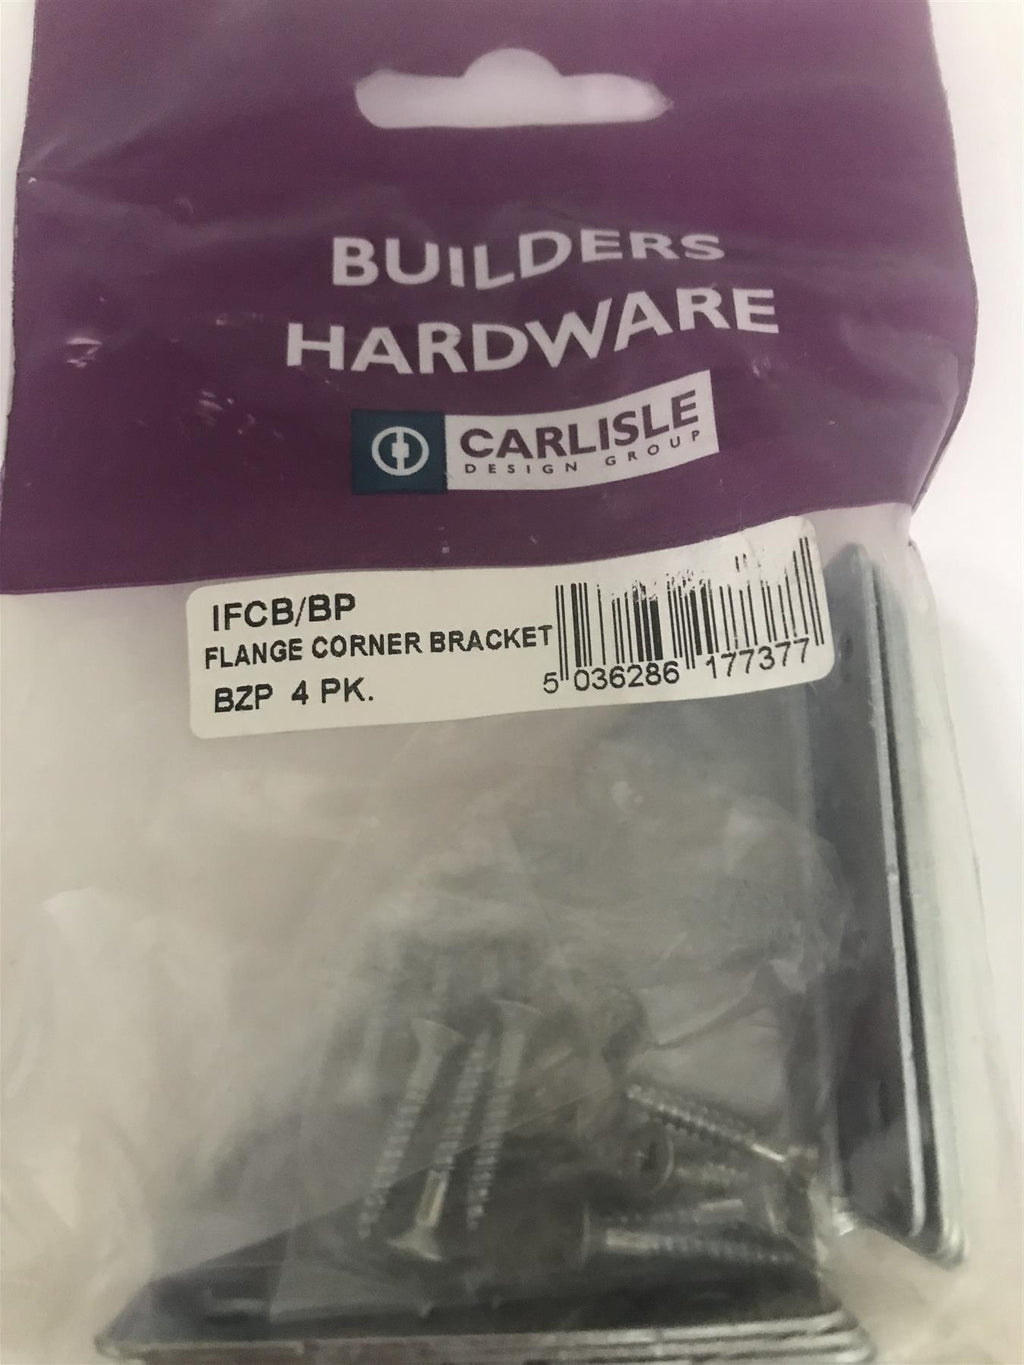 BUILDERS
HARDWARE
CARLISLE
DESIGN GROUP
IFCB/BP
FLANGE CORNER BRACKET
BZP 4 PK.
5 036286 177377